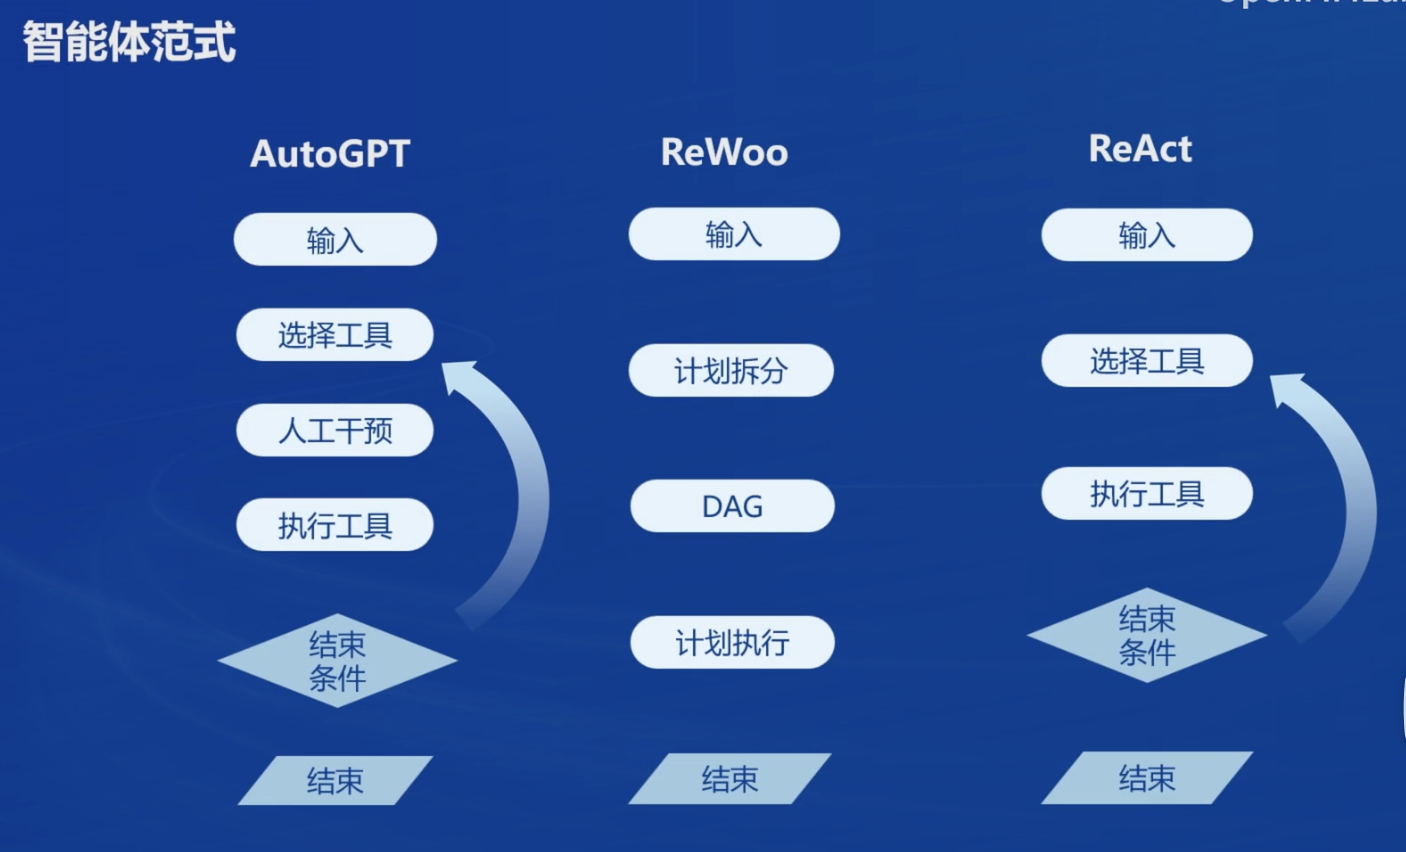 智能体范式
AutoGPT
输入
选择工具
人工干预
执行工具
结束
条件
结束
ReWoo
输入
计划拆分
DAG
计划执行
结束
ReAct
输入
选择工具
执行工具
结束
条件
结束